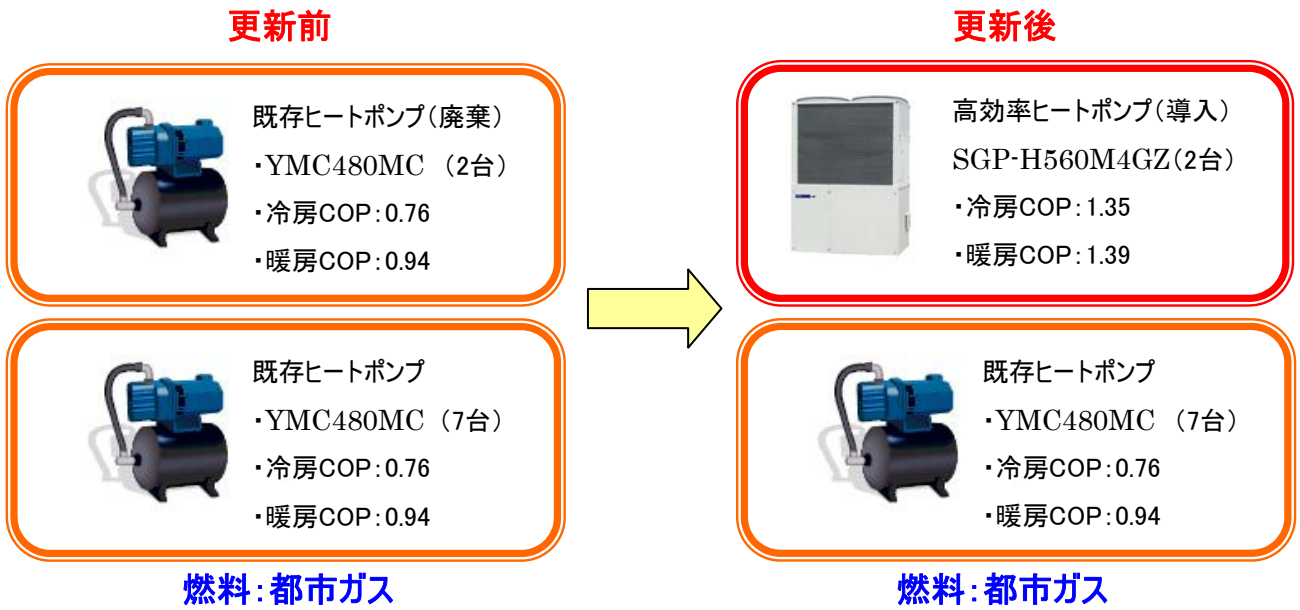 更新前
既存ヒートポンプ(廃棄)
・YMC480MC (2台)
・冷房COP:0.76
・暖房COP:0.94
既存ヒートポンプ
・YMC480MC (7台)
・冷房COP:0.76
・暖房COP:0.94
燃料:都市ガス
更新後
高効率ヒートポンプ(導入)
SGP-H560M4GZ(2台)
・冷房COP:1.35
・暖房COP:1.39
既存ヒートポンプ
・YMC480MC (7台)
・冷房COP:0.76
・暖房COP:0.94
燃料:都市ガス